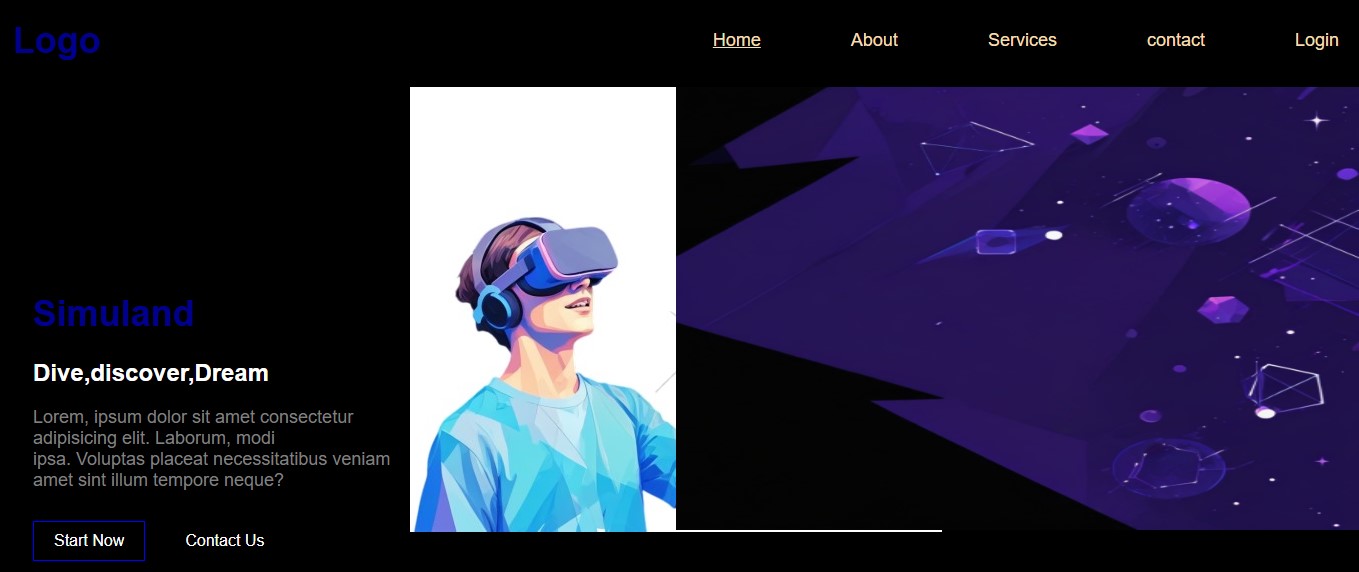 Logo
Home About Services contact Login
Simuland
Dive,discover,Dream
Lorem, ipsum dolor sit amet consectetur
adipisicing elit. Laborum, modi
ipsa. Voluptas placeat necessitatibus veniam
amet sint illum tempore neque?
Start Now Contact Us